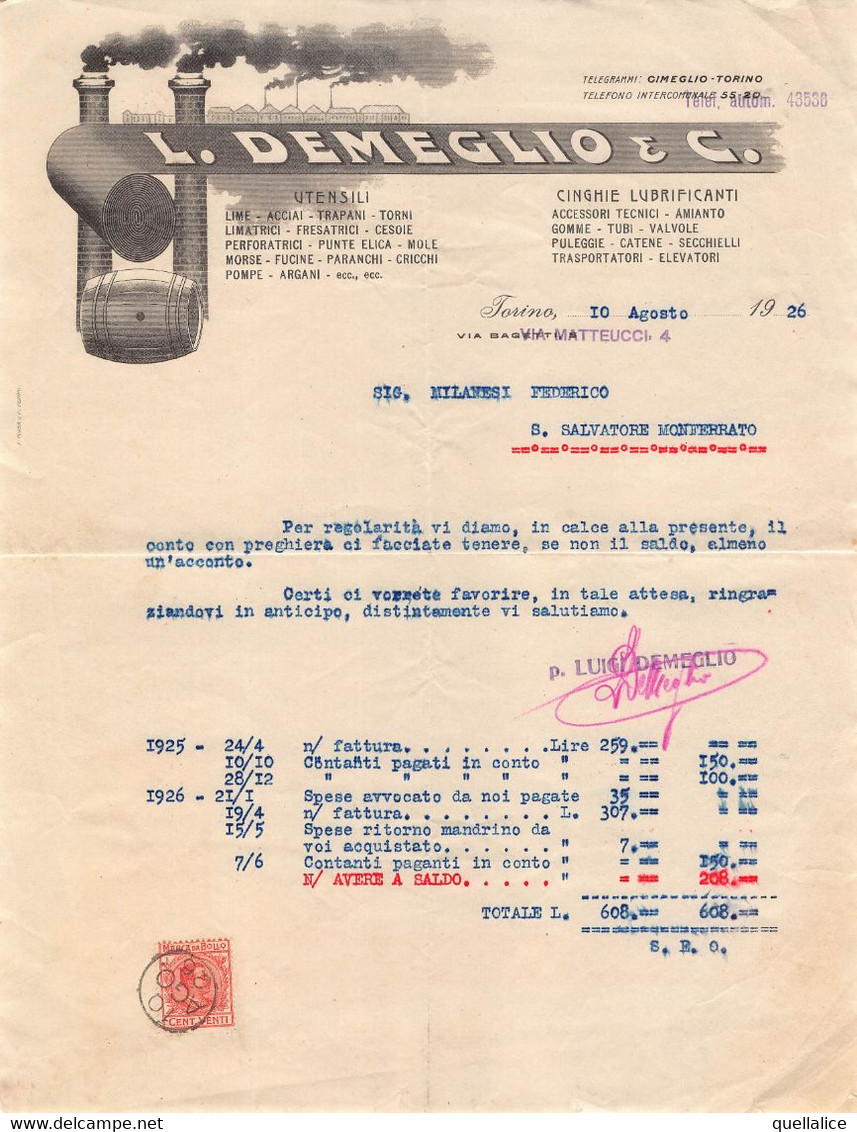 TELEGRAMMI: CIMEGLIO-TORINO
TELEFONO INTERCOMUNALE 55-20
Telef. autom. 43538
L. DEMEGLIO & C.
UTENSILI
LIME - ACCIAI - TRAPANI - TORNI
LIMATRICI - FRESATRICI - CESOIE
PERFORATRICI - PUNTE ELICA - MOLE
MORSE - FUCINE - PARANCHI - CRICCHI
POMPE - ARGANI - ecc., ecc.
CINGHIE LUBRIFICANTI
ACCESSORI TECNICI - AMIANTO
GOMME - TUBI - VALVOLE
PULEGGIE - CATENE - SECCHIELLI
TRASPORTATORI - ELEVATORI
Torino, 10 Agosto 1926
VIA MATTEUCCI, 4
SIG. MILANESI FEDERICO
S. SALVATORE MONFERRATO
Per regolarità vi diamo, in calce alla presente, il
conto con preghiera ci facciate tenere, se non il saldo, almeno
un'acconto.
Certi ci vorrete favorire, in tale attesa, ringra=
ziandovi in anticipo, distintamente vi salutiamo.
p. LUIGI DEMEGLIO
Demeglio
1925 - 24/4 n/ fattura. . . . . . . .Lire 259.== == ==
10/10 Contanti pagati in conto " = == 150.==
28/12 " " " " " = == 100.==
1926 - 21/1 Spese avvocato da noi pagate 35 == = ==
19/4 n/ fattura. . . . . . . . . L. 307.== = ==
15/5 Spese ritorno mandrino da
voi acquistato. . . . . . " 7.== = ==
7/6 Contanti paganti in conto " = == 150.==
N/ AVERE A SALDO. . . . . " = == 208.==
TOTALE L. 608.== 608.==
S. E. O.
MARCA DA BOLLO
CENT. VENTI
quellalice